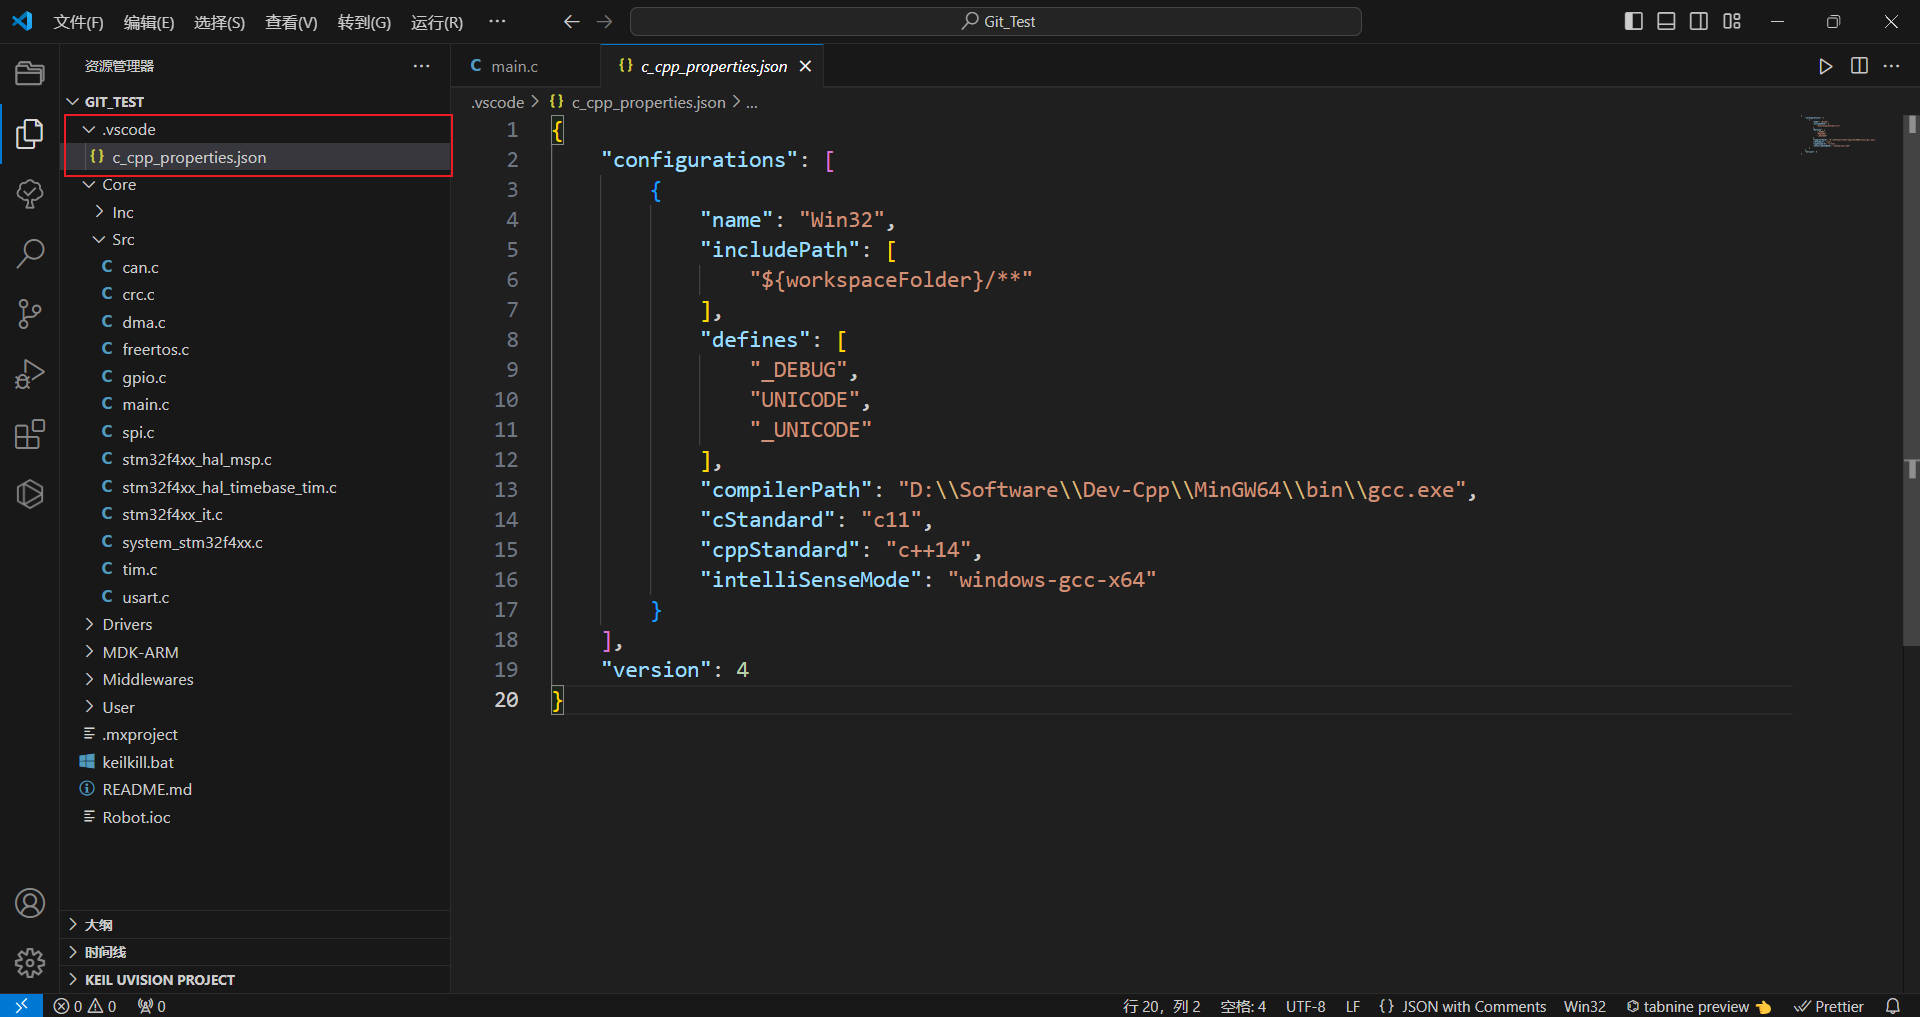 文件(F) 编辑(E) 选择(S) 查看(V) 转到(G) 运行(R) ··· Git_Test
资源管理器 ···
GIT_TEST
.vscode
{} c_cpp_properties.json
Core
Inc
Src
C can.c
C crc.c
C dma.c
C freertos.c
C gpio.c
C main.c
C spi.c
C stm32f4xx_hal_msp.c
C stm32f4xx_hal_timebase_tim.c
C stm32f4xx_it.c
C system_stm32f4xx.c
C tim.c
C usart.c
Drivers
MDK-ARM
Middlewares
User
.mxproject
keilkill.bat
README.md
Robot.ioc
大纲
时间线
KEIL UVISION PROJECT
C main.c {} c_cpp_properties.json
.vscode > {} c_cpp_properties.json > ...
1 {
2 "configurations": [
3 {
4 "name": "Win32",
5 "includePath": [
6 "${workspaceFolder}/**"
7 ],
8 "defines": [
9 "_DEBUG",
10 "UNICODE",
11 "_UNICODE"
12 ],
13 "compilerPath": "D:\\Software\\Dev-Cpp\\MinGW64\\bin\\gcc.exe",
14 "cStandard": "c11",
15 "cppStandard": "c++14",
16 "intelliSenseMode": "windows-gcc-x64"
17 }
18 ],
19 "version": 4
20 }
0 0 0 行 20，列 2 空格: 4 UTF-8 LF {} JSON with Comments Win32 tabnine preview Prettier